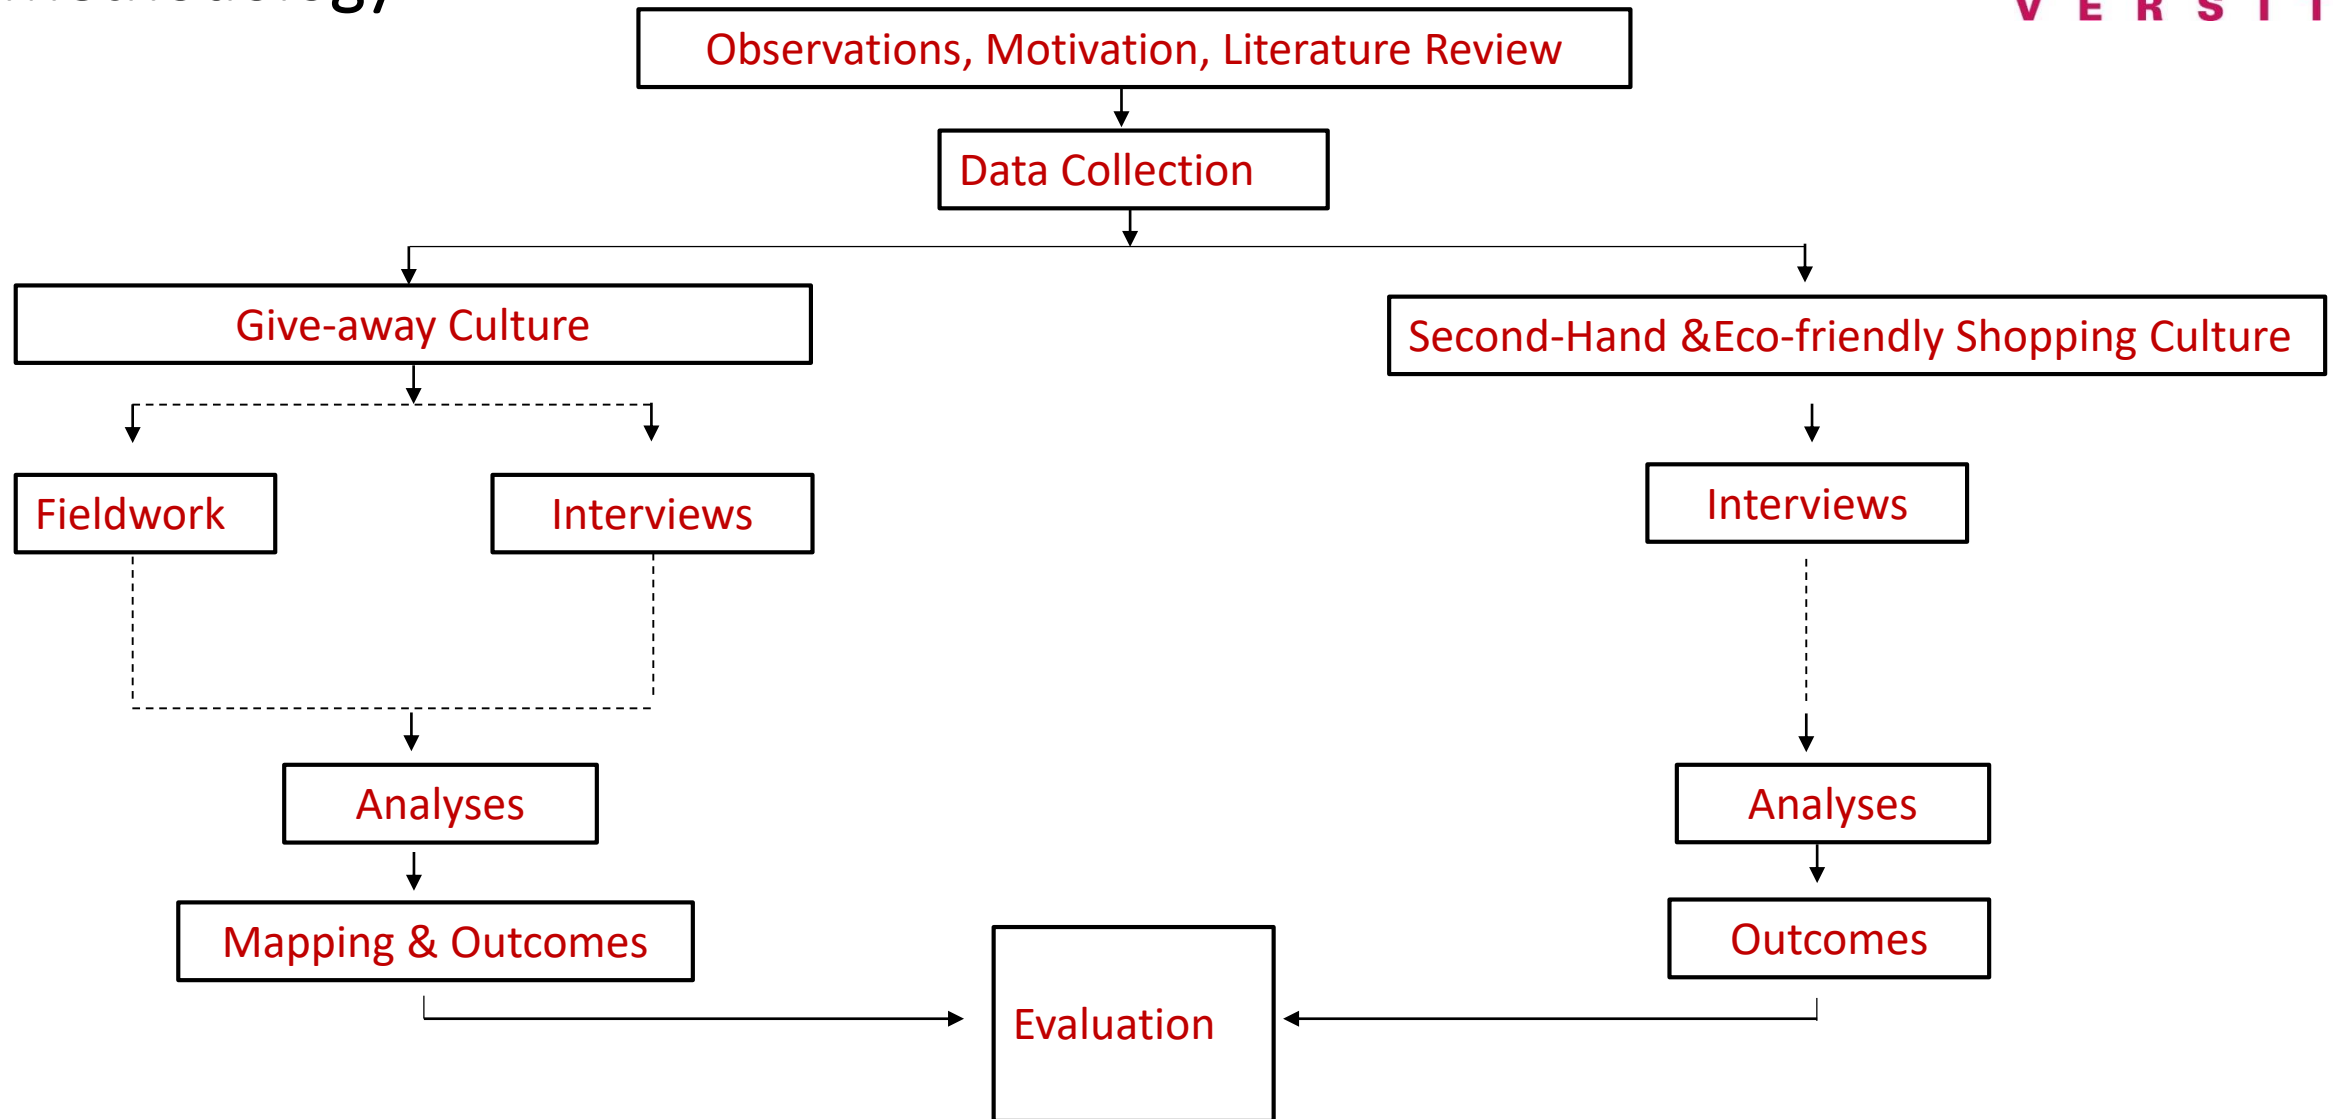 Observations, Motivation, Literature Review
Data Collection
Give-away Culture
Second-Hand &Eco-friendly Shopping Culture
Fieldwork
Interviews
Interviews
Analyses
Analyses
Mapping & Outcomes
Outcomes
Evaluation